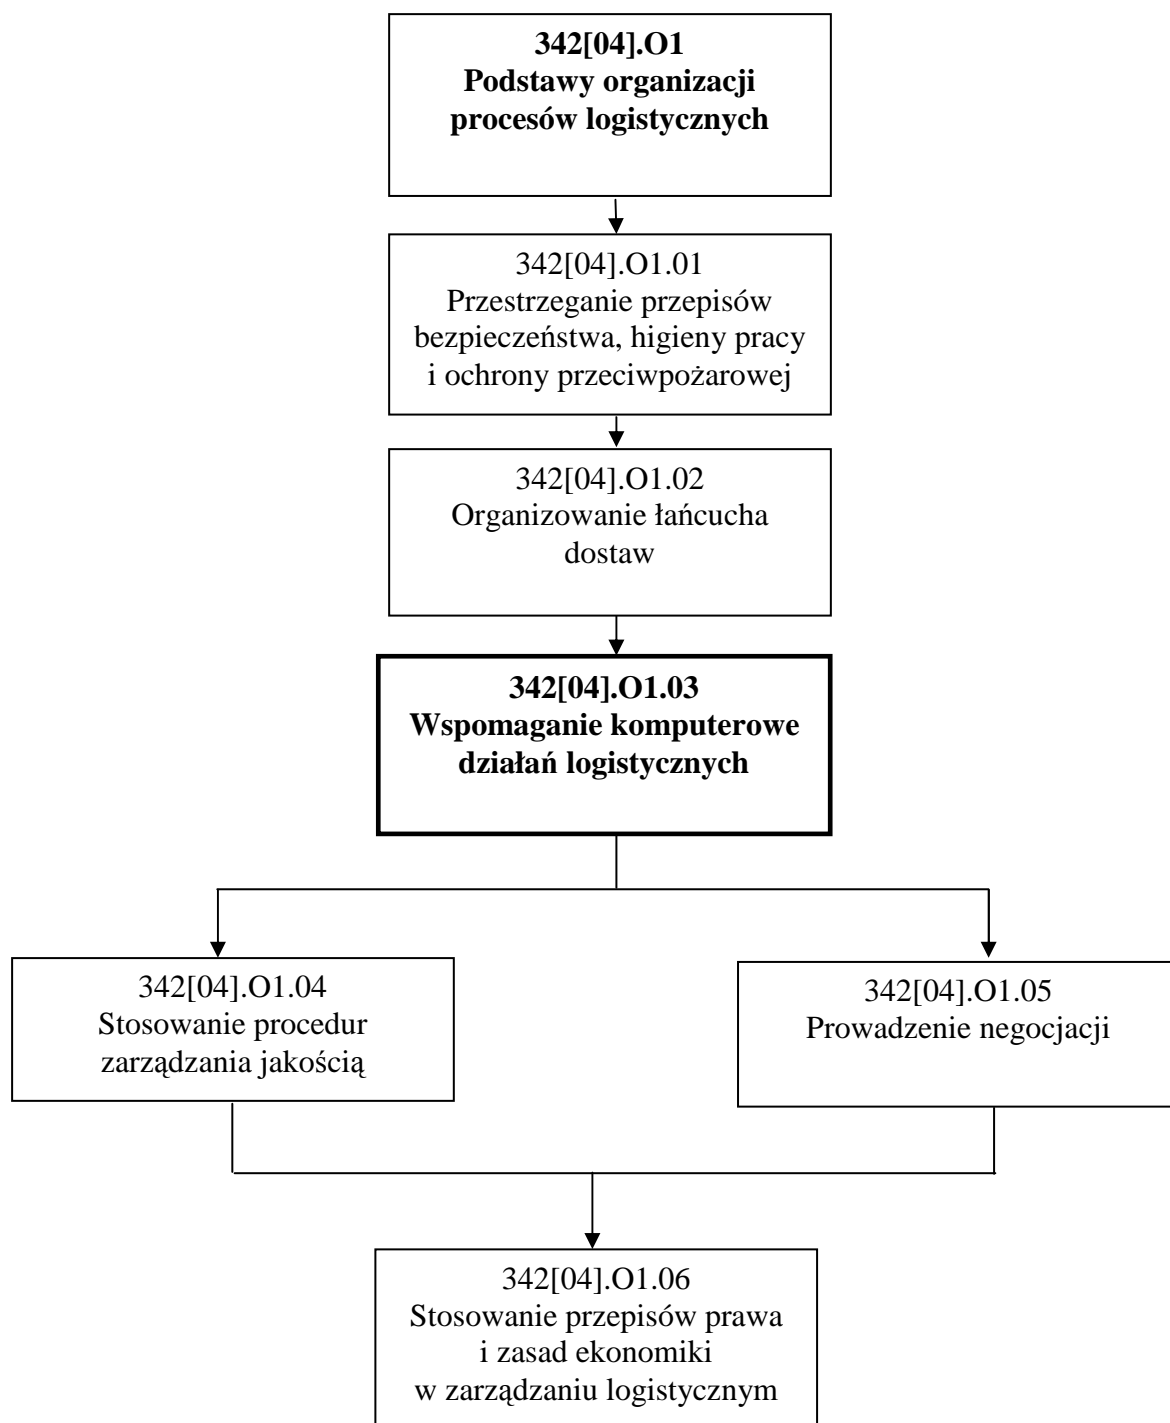 342[04].O1
Podstawy organizacji
procesów logistycznych
342[04].O1.01
Przestrzeganie przepisów
bezpieczeństwa, higieny pracy
i ochrony przeciwpożarowej
342[04].O1.02
Organizowanie łańcucha
dostaw
342[04].O1.03
Wspomaganie komputerowe
działań logistycznych
342[04].O1.04
Stosowanie procedur
zarządzania jakością
342[04].O1.05
Prowadzenie negocjacji
342[04].O1.06
Stosowanie przepisów prawa
i zasad ekonomiki
w zarządzaniu logistycznym